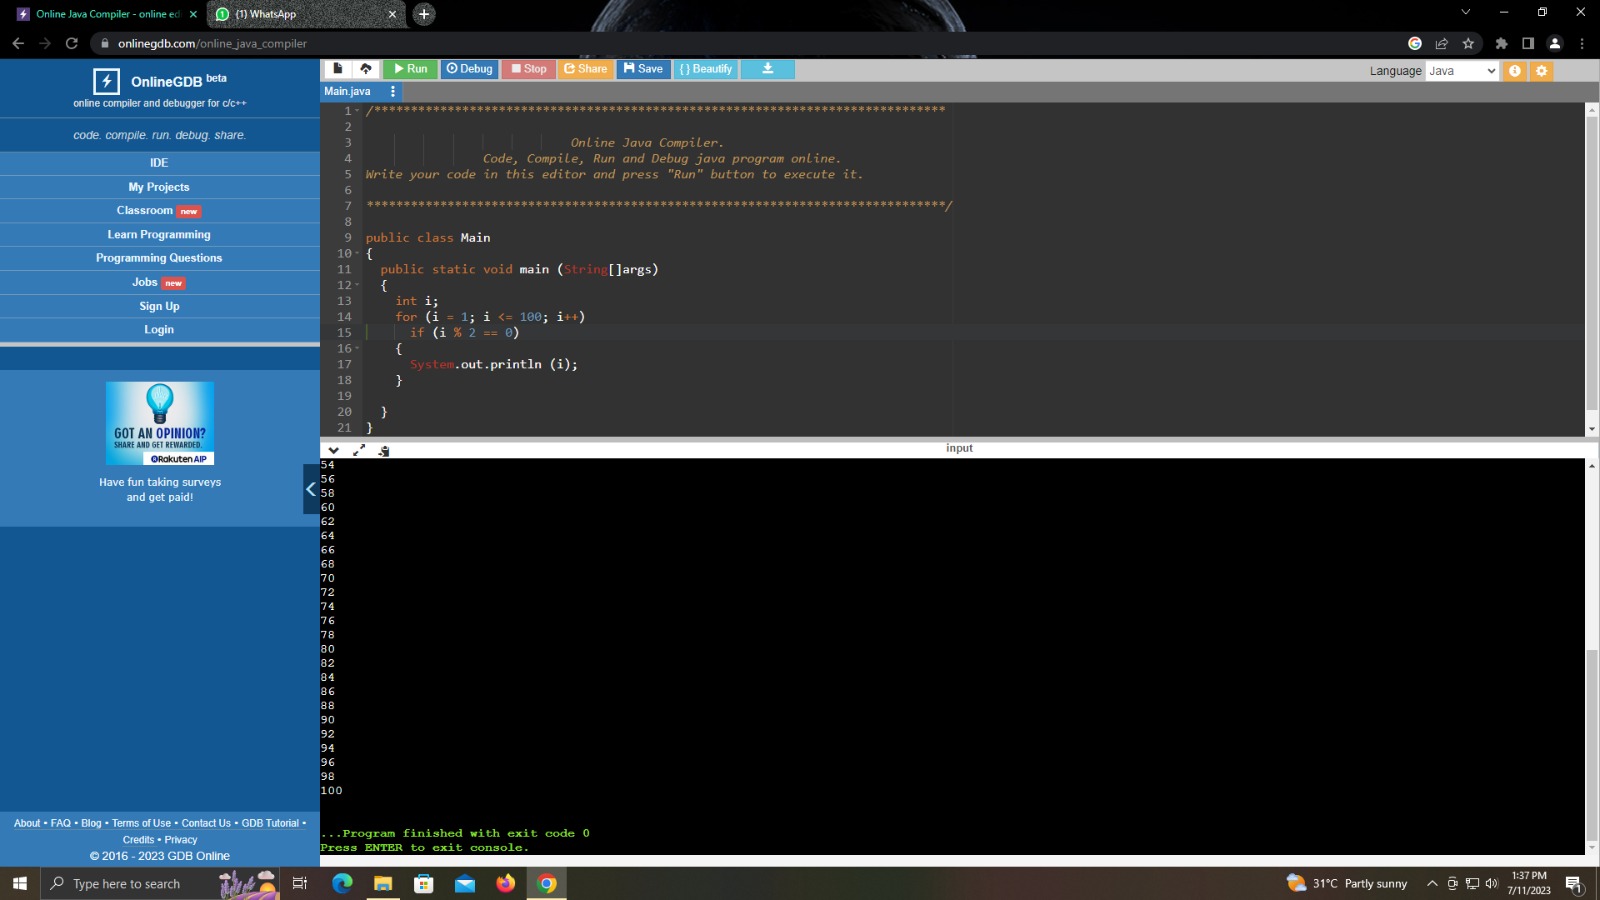 Online Java Compiler - online ed
(1) WhatsApp
onlinegdb.com/online_java_compiler
OnlineGDB beta
online compiler and debugger for c/c++
code. compile. run. debug. share.
IDE
My Projects
Classroom new
Learn Programming
Programming Questions
Jobs new
Sign Up
Login
GOT AN OPINION?
SHARE AND GET REWARDED.
Rakuten AIP
Have fun taking surveys
and get paid!
About • FAQ • Blog • Terms of Use • Contact Us • GDB Tutorial •
Credits • Privacy
© 2016 - 2023 GDB Online
Run Debug Stop Share Save { } Beautify
Language Java
Main.java
1 /******************************************************************************
2
3 Online Java Compiler.
4 Code, Compile, Run and Debug java program online.
5 Write your code in this editor and press "Run" button to execute it.
6
7 *******************************************************************************/
8
9 public class Main
10 {
11 public static void main (String[]args)
12 {
13 int i;
14 for (i = 1; i <= 100; i++)
15 if (i % 2 == 0)
16 {
17 System.out.println (i);
18 }
19
20 }
21 }
input
54
56
58
60
62
64
66
68
70
72
74
76
78
80
82
84
86
88
90
92
94
96
98
100
...Program finished with exit code 0
Press ENTER to exit console.
Type here to search
31°C Partly sunny
1:37 PM
7/11/2023
1